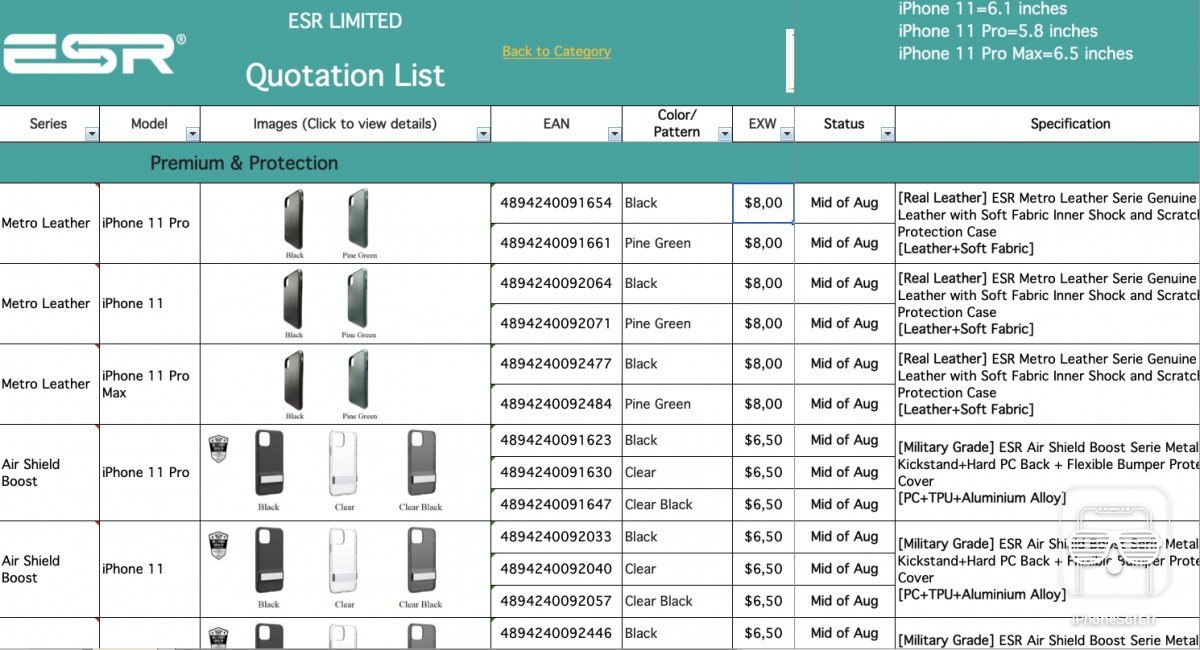 ESR®
ESR LIMITED
Quotation List
Back to Category
iPhone 11=6.1 inches
iPhone 11 Pro=5.8 inches
iPhone 11 Pro Max=6.5 inches
Series Model Images (Click to view details) EAN Color/ Pattern EXW Status Specification
Premium & Protection
Metro Leather iPhone 11 Pro
Black Pine Green
4894240091654 Black $8,00 Mid of Aug
4894240091661 Pine Green $8,00 Mid of Aug
[Real Leather] ESR Metro Leather Serie Genuine
Leather with Soft Fabric Inner Shock and Scratch
Protection Case
[Leather+Soft Fabric]
Metro Leather iPhone 11
Black Pine Green
4894240092064 Black $8,00 Mid of Aug
4894240092071 Pine Green $8,00 Mid of Aug
[Real Leather] ESR Metro Leather Serie Genuine
Leather with Soft Fabric Inner Shock and Scratch
Protection Case
[Leather+Soft Fabric]
Metro Leather iPhone 11 Pro
Max
Black Pine Green
4894240092477 Black $8,00 Mid of Aug
4894240092484 Pine Green $8,00 Mid of Aug
[Real Leather] ESR Metro Leather Serie Genuine
Leather with Soft Fabric Inner Shock and Scratch
Protection Case
[Leather+Soft Fabric]
Air Shield
Boost
iPhone 11 Pro
Black Clear Clear Black
4894240091623 Black $6,50 Mid of Aug
4894240091630 Clear $6,50 Mid of Aug
4894240091647 Clear Black $6,50 Mid of Aug
[Military Grade] ESR Air Shield Boost Serie Metal
Kickstand+Hard PC Back + Flexible Bumper Prote
Cover
[PC+TPU+Aluminium Alloy]
Air Shield
Boost
iPhone 11
Black Clear Clear Black
4894240092033 Black $6,50 Mid of Aug
4894240092040 Clear $6,50 Mid of Aug
4894240092057 Clear Black $6,50 Mid of Aug
[Military Grade] ESR Air Shield Boost Serie Metal
Kickstand+Hard PC Back + Flexible Bumper Prote
Cover
[PC+TPU+Aluminium Alloy]
4894240092446 Black $6,50 Mid of Aug
[Military Grade] ESR Air Shield Boost Serie Metal
iPhoneSoft.fr